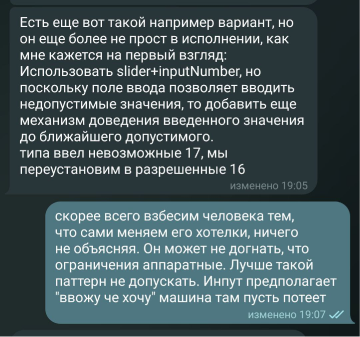 Есть еще вот такой например вариант, но
он еще более не прост в исполнении, как
мне кажется на первый взгляд:
Использовать slider+inputNumber, но
поскольку поле ввода позволяет вводить
недопустимые значения, то добавить еще
механизм доведения введенного значения
до ближайшего допустимого.
типа ввел невозможные 17, мы
переустановим в разрешенные 16
изменено 19:05
скорее всего взбесим человека тем,
что сами меняем его хотелки, ничего
не объясняя. Он может не догнать, что
ограничения аппаратные. Лучше такой
паттерн не допускать. Инпут предполагает
"ввожу че хочу" машина там пусть потеет
изменено 19:07